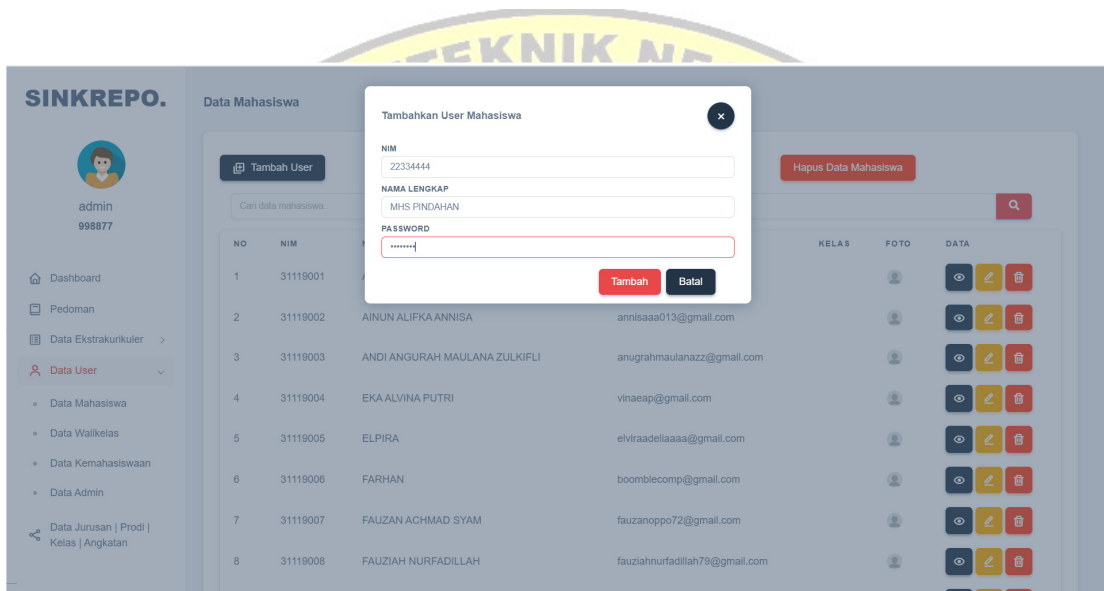 TEKNIK NE
SINKREPO.
Data Mahasiswa
admin
998877
Dashboard
Pedoman
Data Ekstrakurikuler
Data User
Data Mahasiswa
Data Walikelas
Data Kemahasiswaan
Data Admin
Data Jurusan | Prodi |
Kelas | Angkatan
Tambahkan User Mahasiswa
×
NIM
22334444
NAMA LENGKAP
MHS PINDAHAN
PASSWORD
••••••••
Tambah Batal
Tambah User Hapus Data Mahasiswa
Cari data mahasiswa.
NO NIM KELAS FOTO DATA
1 31119001
2 31119002 AINUN ALIFKA ANNISA annisaaa013@gmail.com
3 31119003 ANDI ANGURAH MAULANA ZULKIFLI anugrahmaulanazz@gmail.com
4 31119004 EKA ALVINA PUTRI vinaeap@gmail.com
5 31119005 ELPIRA elviraadeliaaaa@gmail.com
6 31119006 FARHAN boomblecomp@gmail.com
7 31119007 FAUZAN ACHMAD SYAM fauzanoppo72@gmail.com
8 31119008 FAUZIAH NURFADILLAH fauziahnurfadillah79@gmail.com